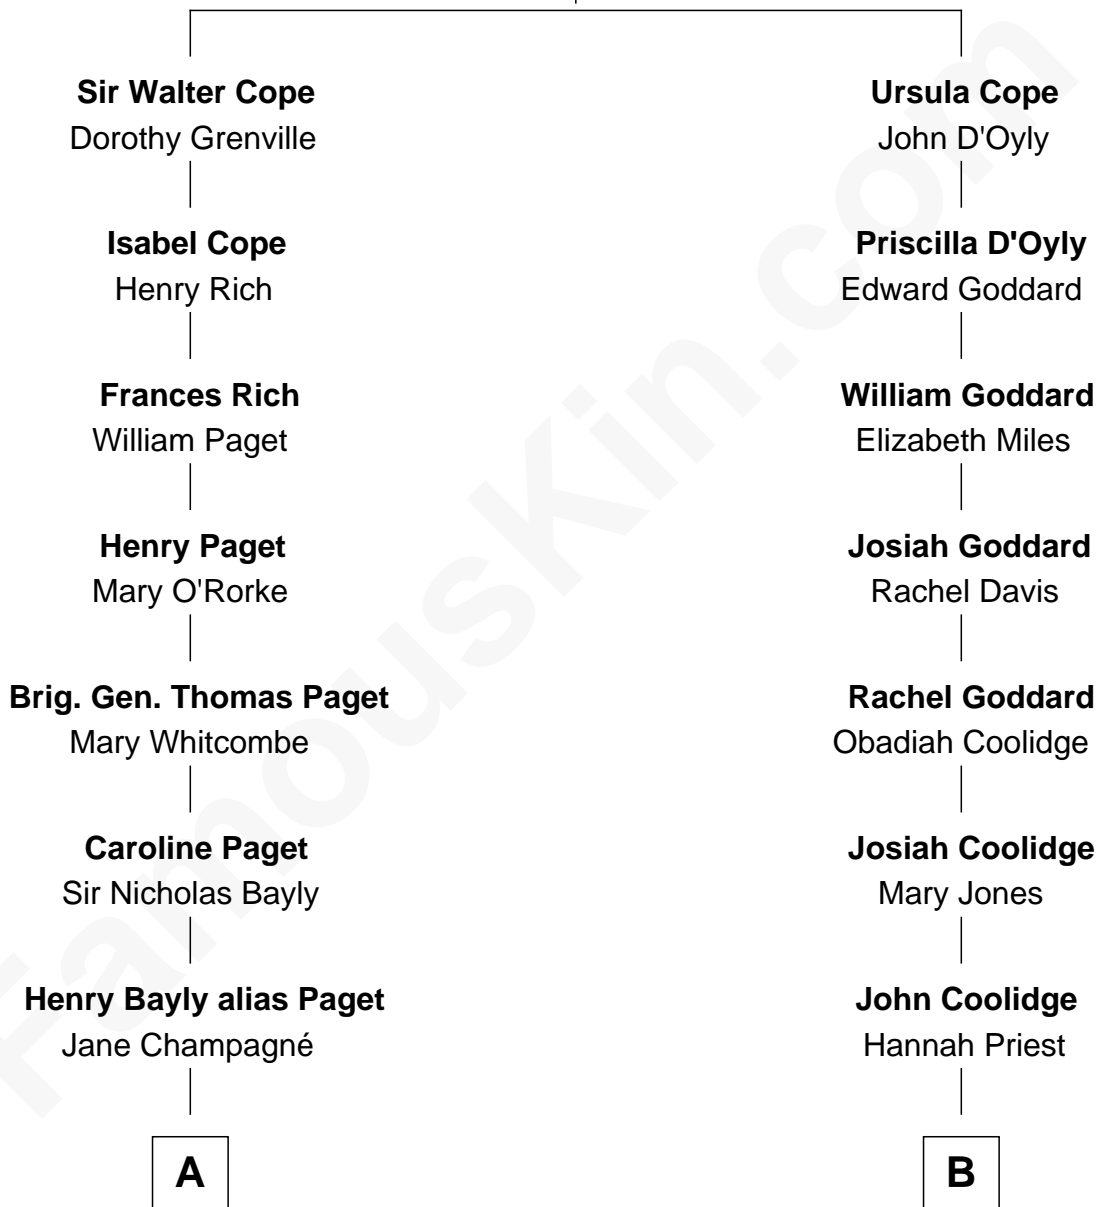 Sir Walter Cope
Dorothy Grenville
Isabel Cope
Henry Rich
Frances Rich
William Paget
Henry Paget
Mary O'Rorke
Brig. Gen. Thomas Paget
Mary Whitcombe
Caroline Paget
Sir Nicholas Bayly
Henry Bayly alias Paget
Jane Champagné
A
Ursula Cope
John D'Oyly
Priscilla D'Oyly
Edward Goddard
William Goddard
Elizabeth Miles
Josiah Goddard
Rachel Davis
Rachel Goddard
Obadiah Coolidge
Josiah Coolidge
Mary Jones
John Coolidge
Hannah Priest
B
FamousKin.com